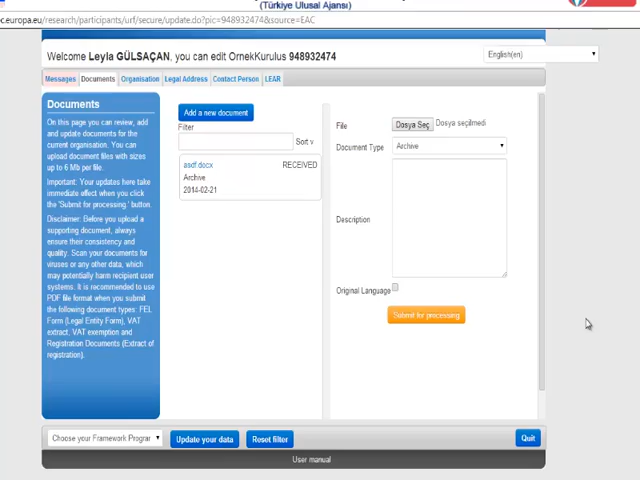 (Türkiye Ulusal Ajansı)
ec.europa.eu/research/participants/urf/secure/update.do?pic=948932474&source=EAC
Welcome Leyla GÜLSAÇAN, you can edit OrnekKurulus 948932474
English(en)
Messages Documents Organisation Legal Address Contact Person LEAR
Documents
On this page you can review, add
and update documents for the
current organisation. You can
upload document files with sizes
up to 6 Mb per file.
Important: Your updates here take
immediate effect when you click
the 'Submit for processing.' button.
Disclaimer: Before you upload a
supporting document, always
ensure their consistency and
quality. Scan your documents for
viruses or any other data, which
may potentially harm recipient user
systems. It is recommended to use
PDF file format when you submit
the following document types: FEL
Form (Legal Entity Form), VAT
extract, VAT exemption and
Registration Documents (Extract of
registration).
Add a new document
Filter
Sort v
asdf.docx RECEIVED
Archive
2014-02-21
File Dosya Seç Dosya seçilmedi
Document Type Archive
Description
Original Language
Submit for processing
Choose your Framework Prograr Update your data Reset filter Quit
User manual